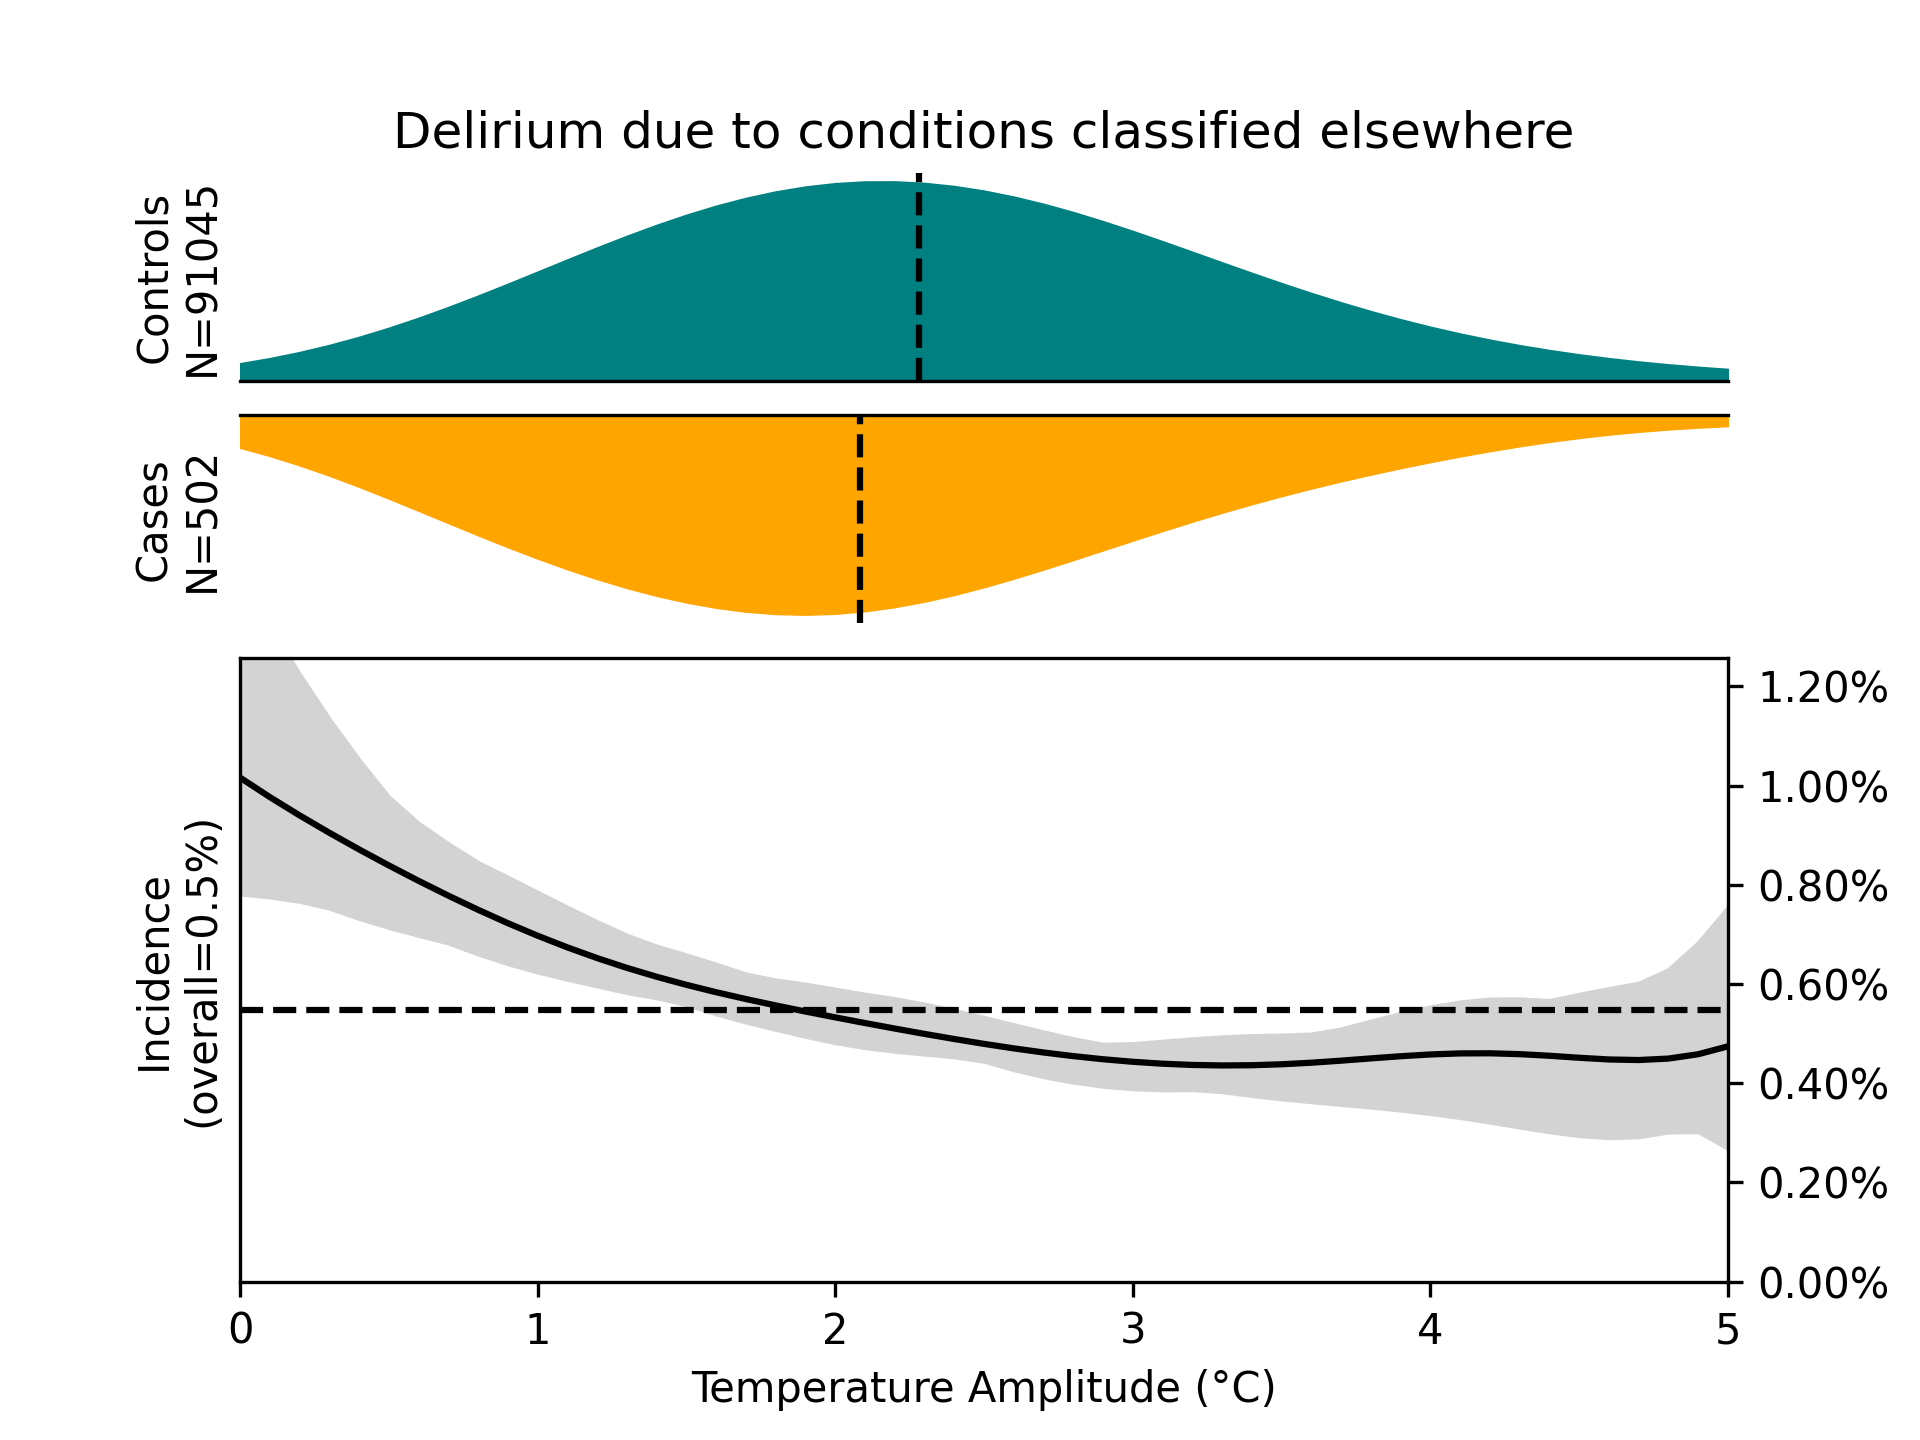 Delirium due to conditions classified elsewhere
Controls
N=91045
Cases
N=502
Incidence
(overall=0.5%)
1.20%
1.00%
0.80%
0.60%
0.40%
0.20%
0.00%
0 1 2 3 4 5
Temperature Amplitude (°C)